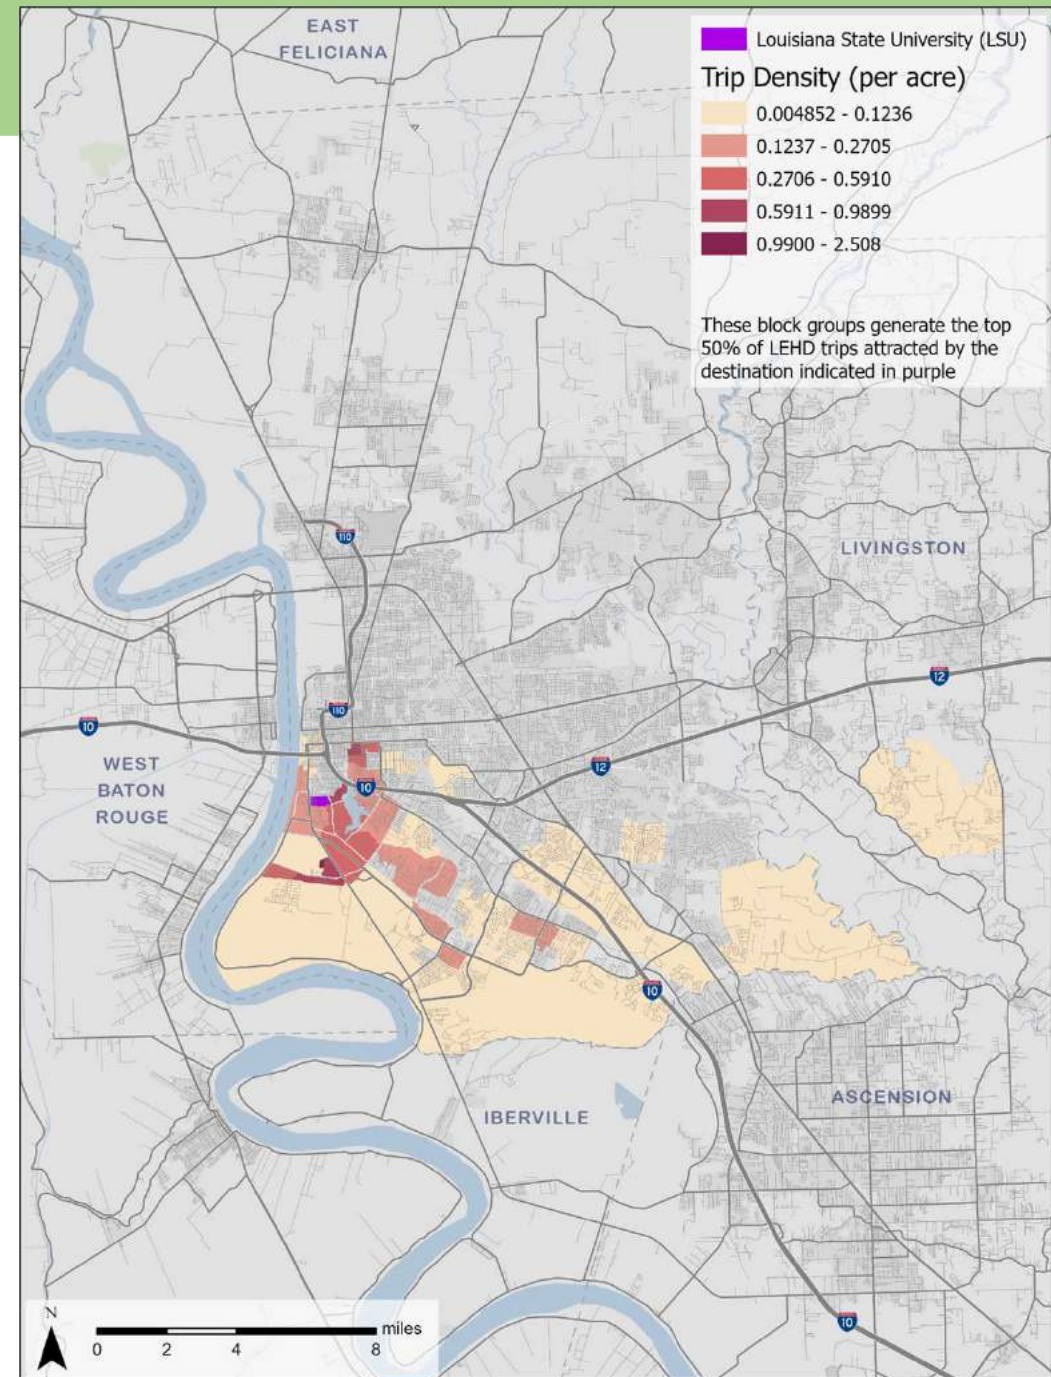 EAST
FELICIANA
Louisiana State University (LSU)
Trip Density (per acre)
0.004852 - 0.1236
0.1237 - 0.2705
0.2706 - 0.5910
0.5911 - 0.9899
0.9900 - 2.508
These block groups generate the top
50% of LEHD trips attracted by the
destination indicated in purple
110
LIVINGSTON
12
110
10
12
WEST
BATON
ROUGE
10
10
IBERVILLE
ASCENSION
10
N
miles
0 2 4 8